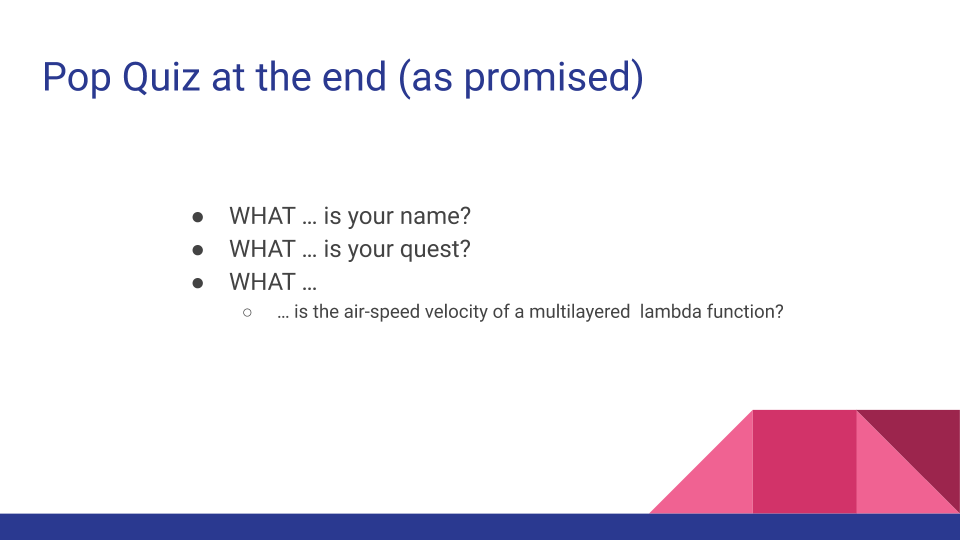 Pop Quiz at the end (as promised)
● WHAT … is your name?
● WHAT … is your quest?
● WHAT …
○ … is the air-speed velocity of a multilayered  lambda function?